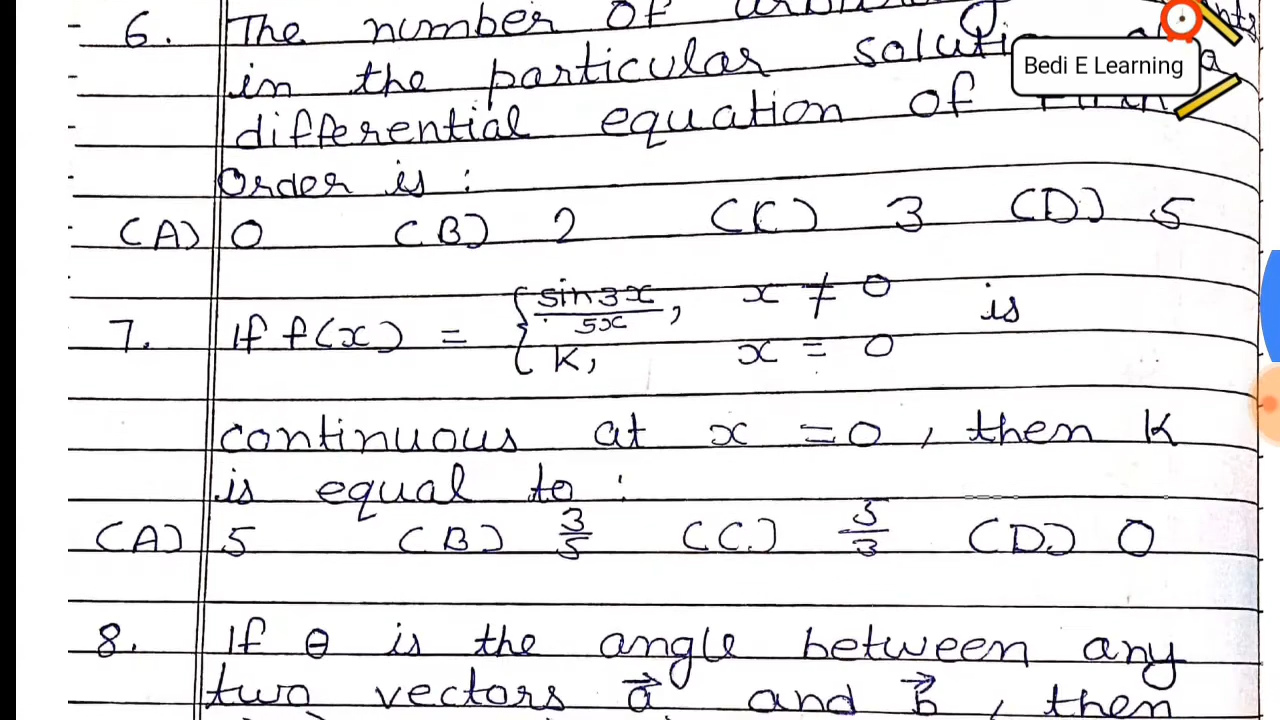 6. The number of
in the particular a
differential equation of
Order is :
(A) 0 (B) 2 (C) 3 (D) 5
7. If f(x) = { sin 3x / 5x , x ≠ 0 is
K, x = 0
continuous at x = 0, then K
is equal to :
(A) 5 (B) 3/5 (C) 5/3 (D) 0
8. If θ is the angle between any
two vectors a⃗ and b⃗, then
Bedi E Learning